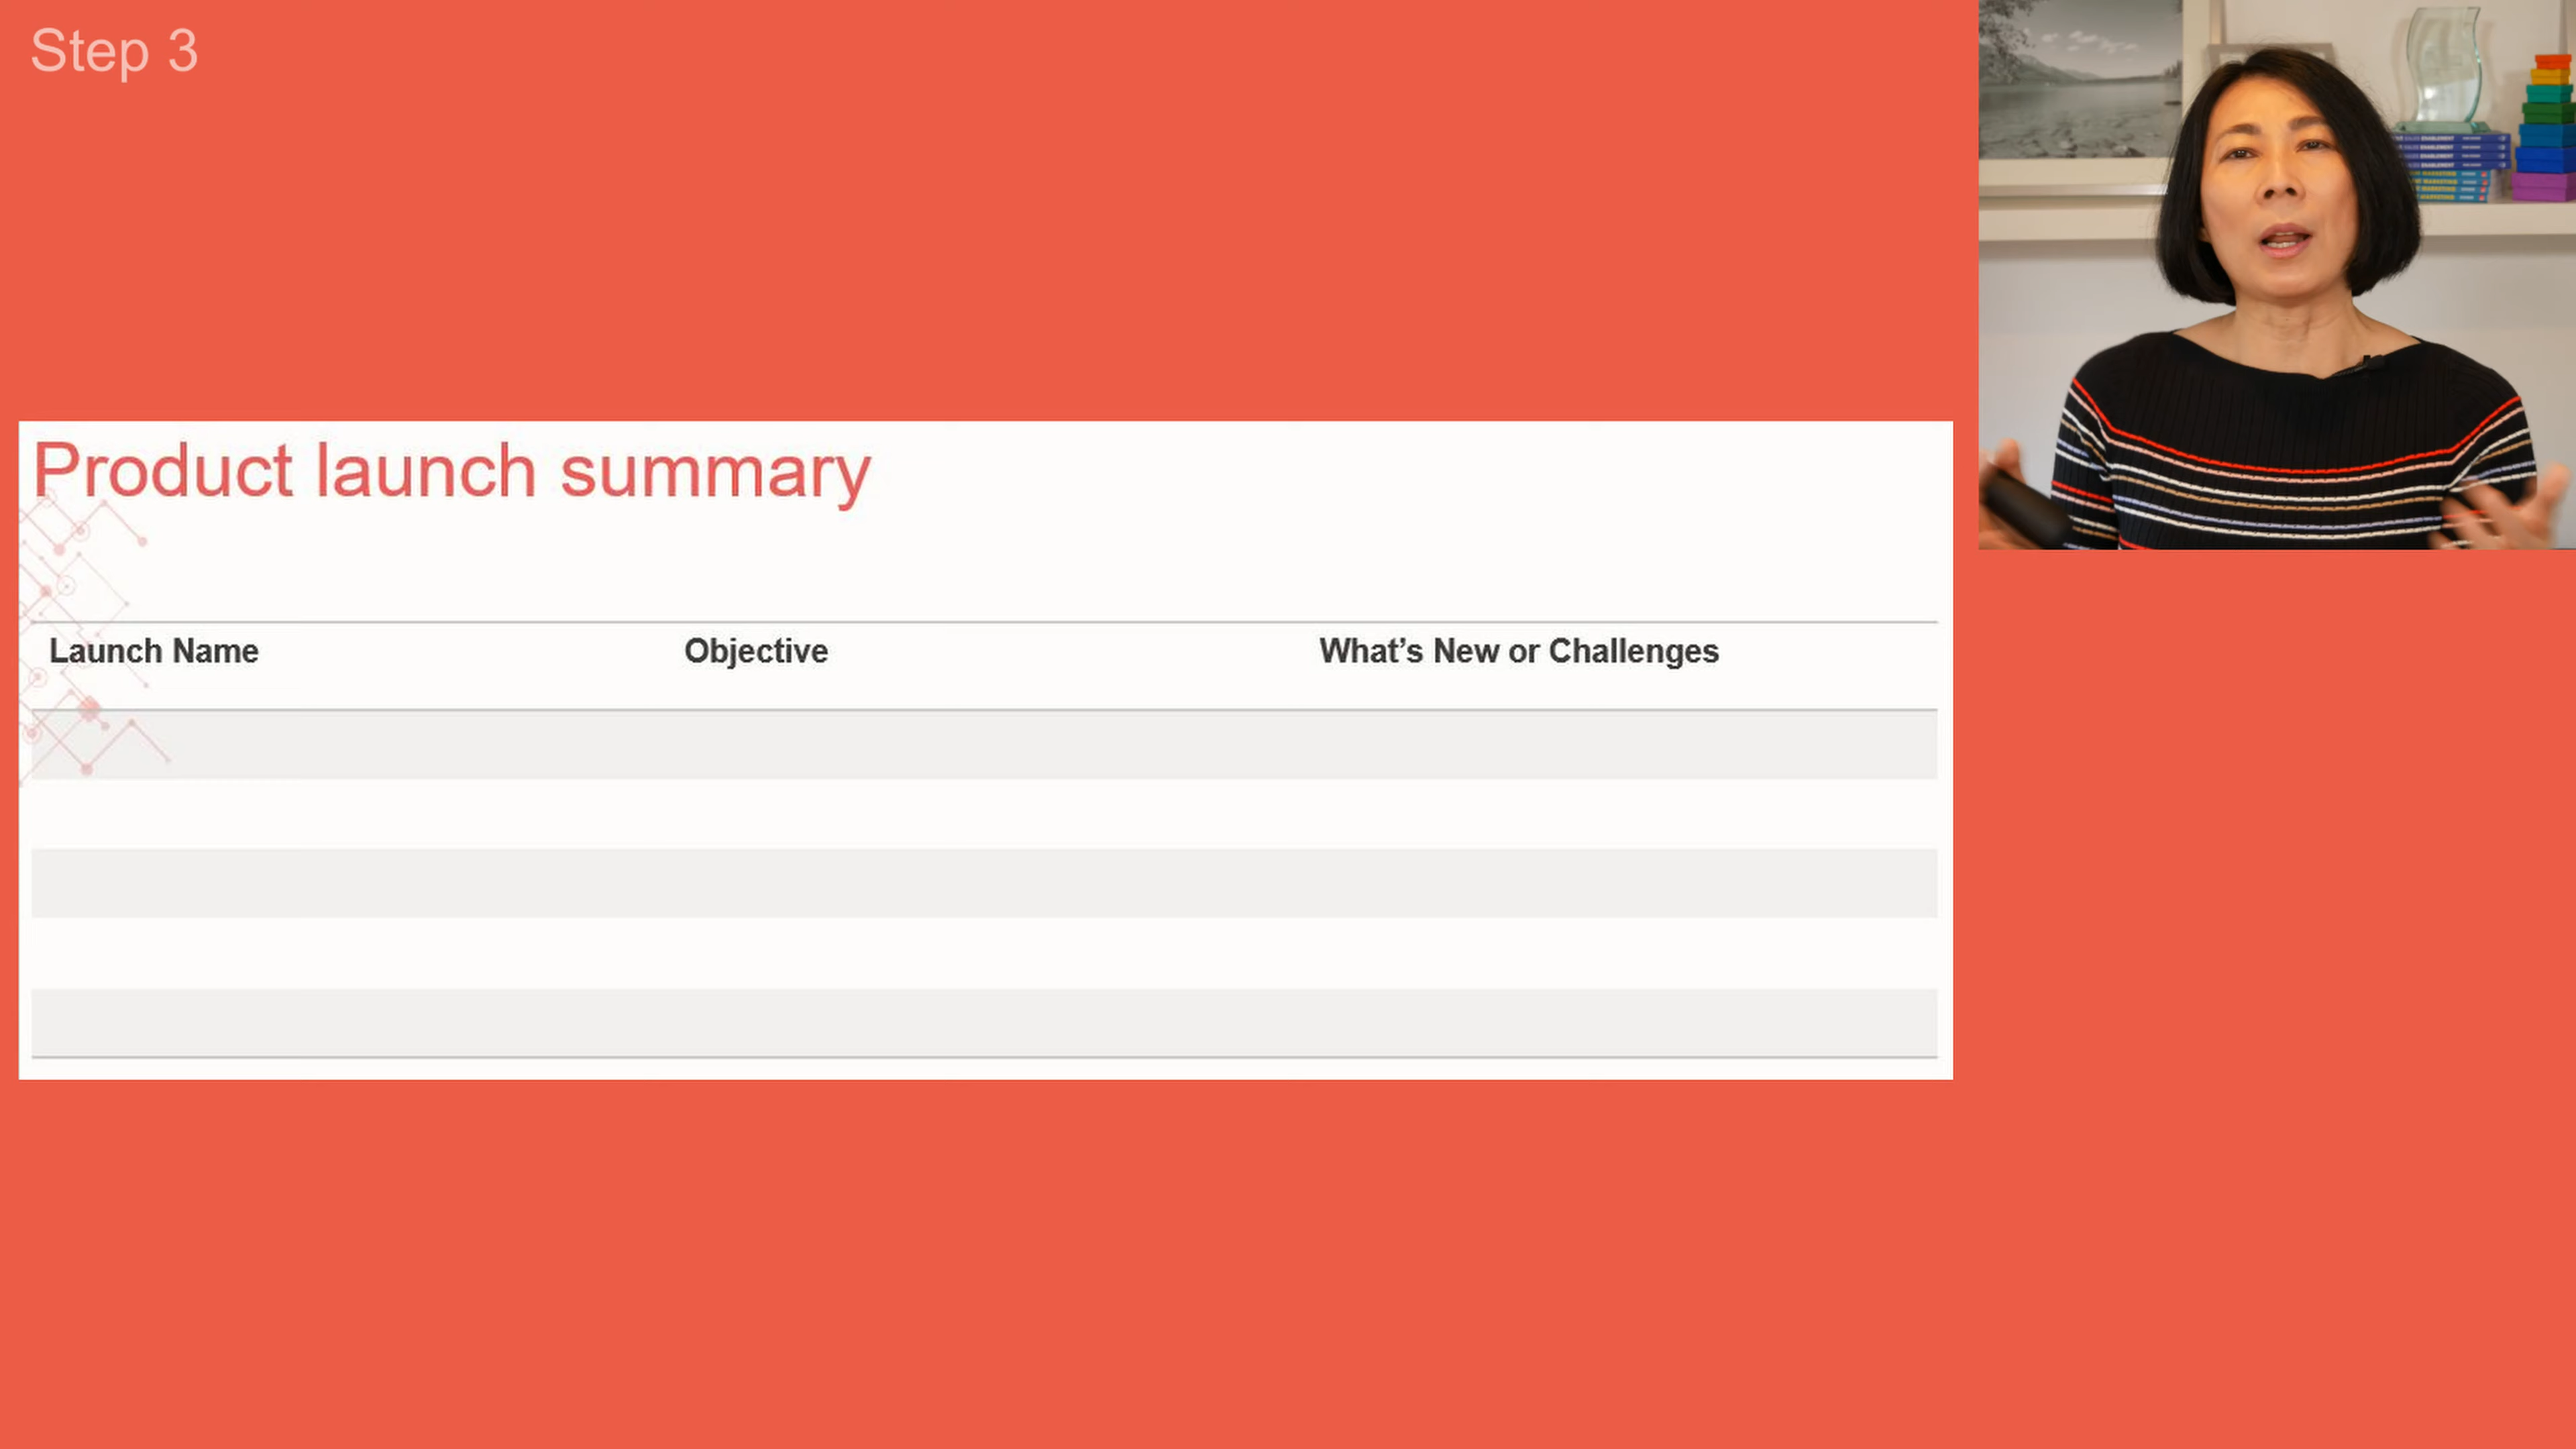 Step 3
Product launch summary
Launch Name
Objective
What’s New or Challenges